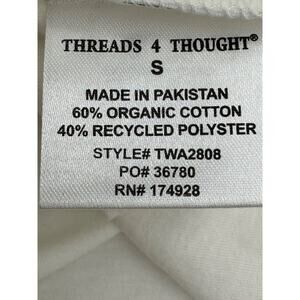 THREADS 4 THOUGHT®
S
MADE IN PAKISTAN
60% ORGANIC COTTON
40% RECYCLED POLYSTER
STYLE# TWA2808
PO# 36780
RN# 174928